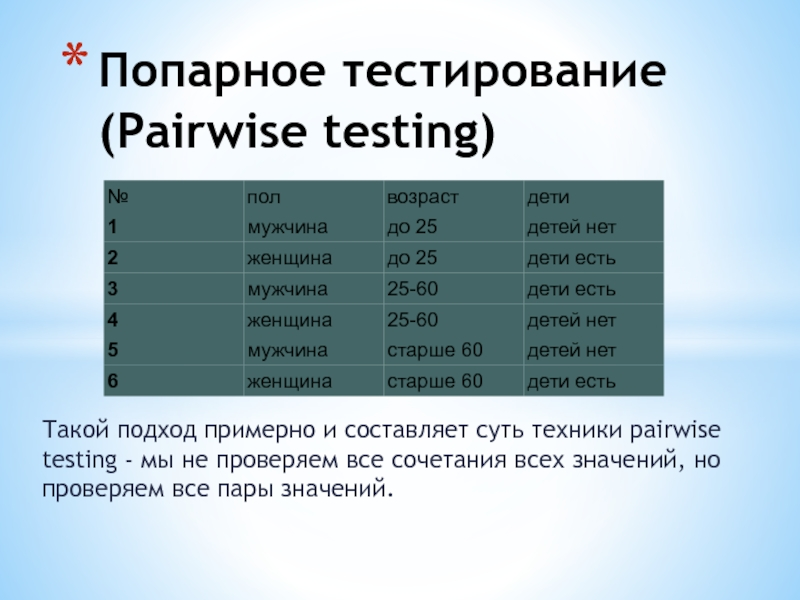 * Попарное тестирование
(Pairwise testing)
№ пол возраст дети
1 мужчина до 25 детей нет
2 женщина до 25 дети есть
3 мужчина 25-60 дети есть
4 женщина 25-60 детей нет
5 мужчина старше 60 детей нет
6 женщина старше 60 дети есть
Такой подход примерно и составляет суть техники pairwise
testing - мы не проверяем все сочетания всех значений, но
проверяем все пары значений.